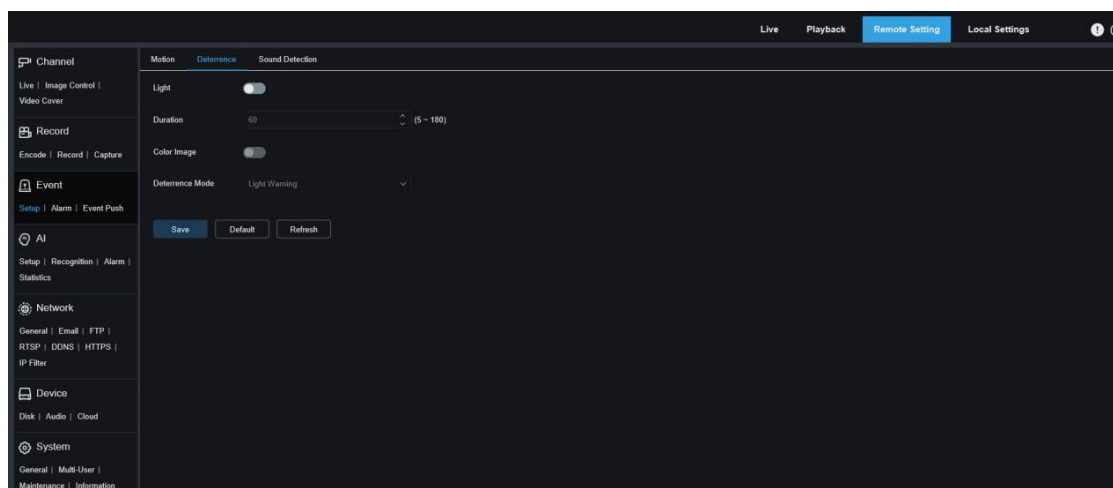 Live Playback Remote Setting Local Settings
Channel
Live | Image Control |
Video Cover
Record
Encode | Record | Capture
Event
Setup | Alarm | Event Push
AI
Setup | Recognition | Alarm |
Statistics
Network
General | Email | FTP |
RTSP | DDNS | HTTPS |
IP Filter
Device
Disk | Audio | Cloud
System
General | Multi-User |
Maintenance | Information
Motion Deterrence Sound Detection
Light
Duration 60 (5 ~ 180)
Color Image
Deterrence Mode Light Warning
Save Default Refresh